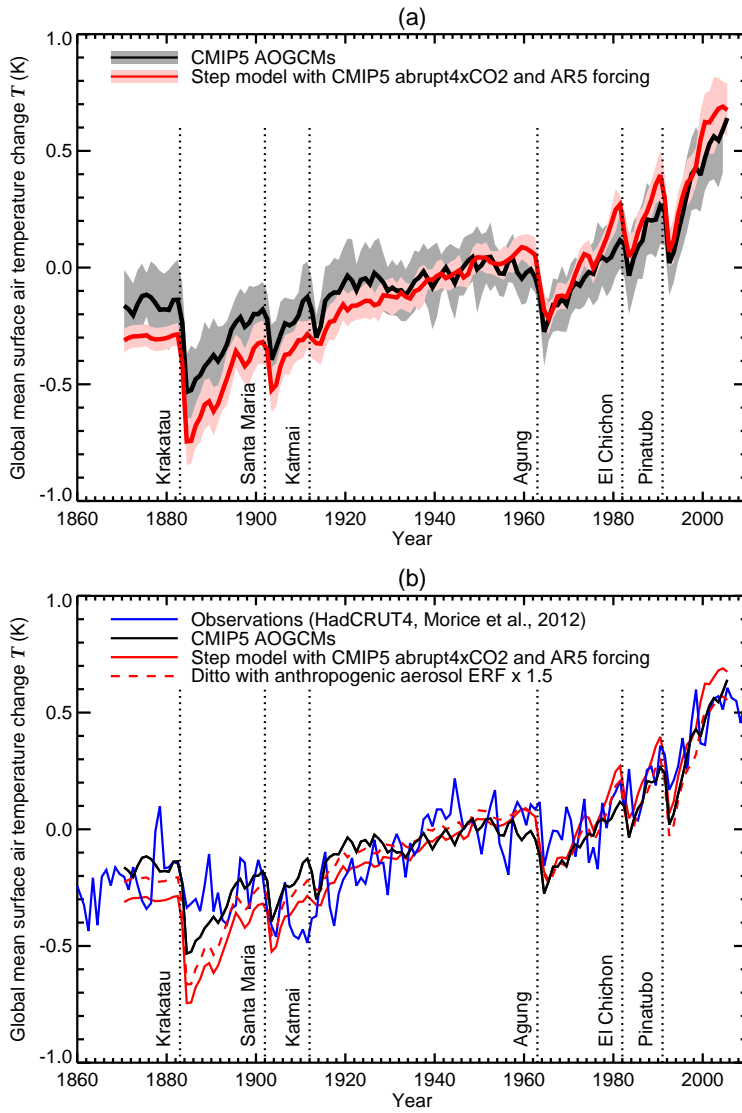 (a)
1.0
0.5
0.0
-0.5
-1.0
Global mean surface air temperature change T (K)
CMIP5 AOGCMs
Step model with CMIP5 abrupt4xCO2 and AR5 forcing
Krakatau
Santa Maria
Katmai
Agung
El Chichon
Pinatubo
1860 1880 1900 1920 1940 1960 1980 2000
Year
(b)
1.0
0.5
0.0
-0.5
-1.0
Global mean surface air temperature change T (K)
Observations (HadCRUT4, Morice et al., 2012)
CMIP5 AOGCMs
Step model with CMIP5 abrupt4xCO2 and AR5 forcing
Ditto with anthropogenic aerosol ERF x 1.5
Krakatau
Santa Maria
Katmai
Agung
El Chichon
Pinatubo
1860 1880 1900 1920 1940 1960 1980 2000
Year